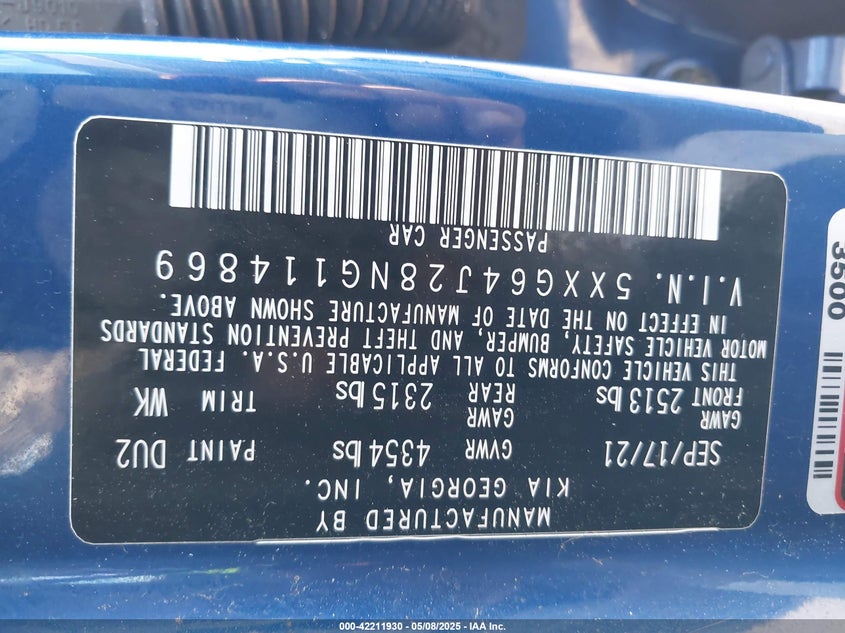 MANUFACTURED BY
KIA GEORGIA, INC.
SEP/17/21 GVWR 4354 lbs PAINT DU2
GAWR FRONT 2513 lbs GAWR REAR 2315 lbs TRIM WK
THIS VEHICLE CONFORMS TO ALL APPLICABLE U.S.A. FEDERAL
MOTOR VEHICLE SAFETY, BUMPER, AND THEFT PREVENTION STANDARDS
IN EFFECT ON THE DATE OF MANUFACTURE SHOWN ABOVE.
V.I.N. 5XXG64J28NG114869
PASSENGER CAR
3500
000-42211930 - 05/08/2025 - IAA Inc.